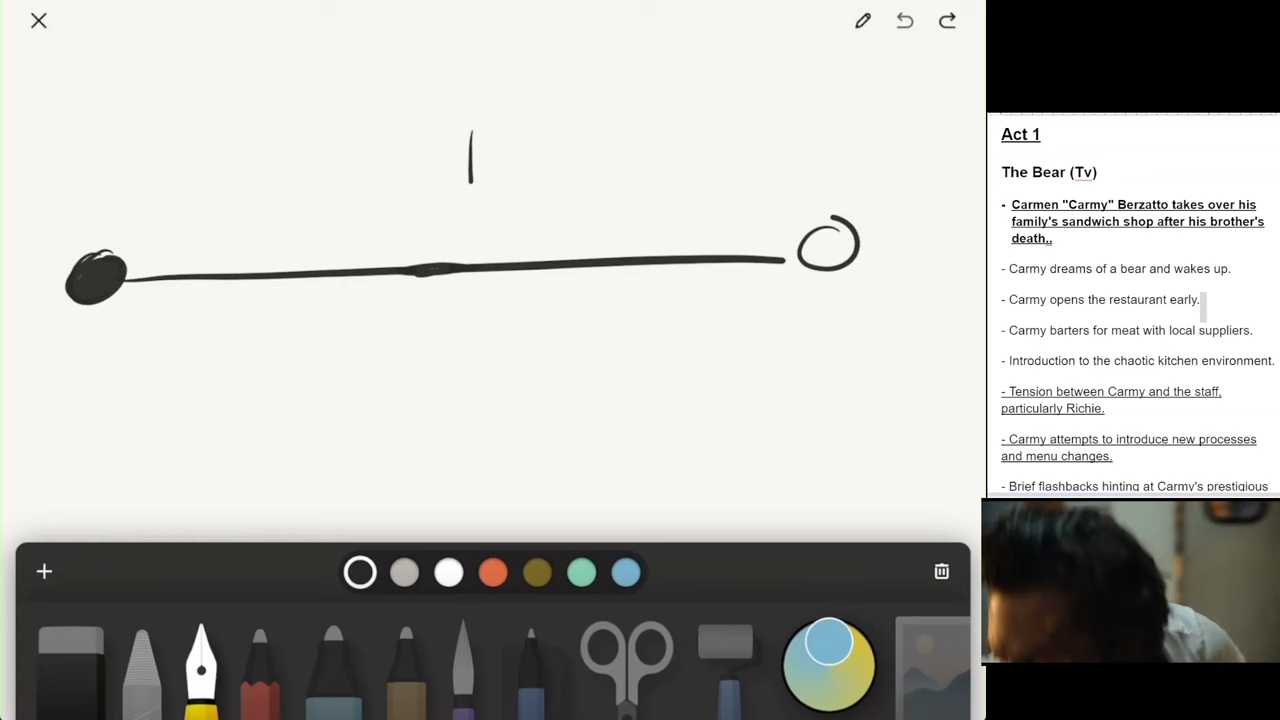 Act 1
The Bear (Tv)
- Carmen "Carmy" Berzatto takes over his
family's sandwich shop after his brother's
death..
- Carmy dreams of a bear and wakes up.
- Carmy opens the restaurant early.
- Carmy barters for meat with local suppliers.
- Introduction to the chaotic kitchen environment.
- Tension between Carmy and the staff,
particularly Richie.
- Carmy attempts to introduce new processes
and menu changes.
- Brief flashbacks hinting at Carmy's prestigious